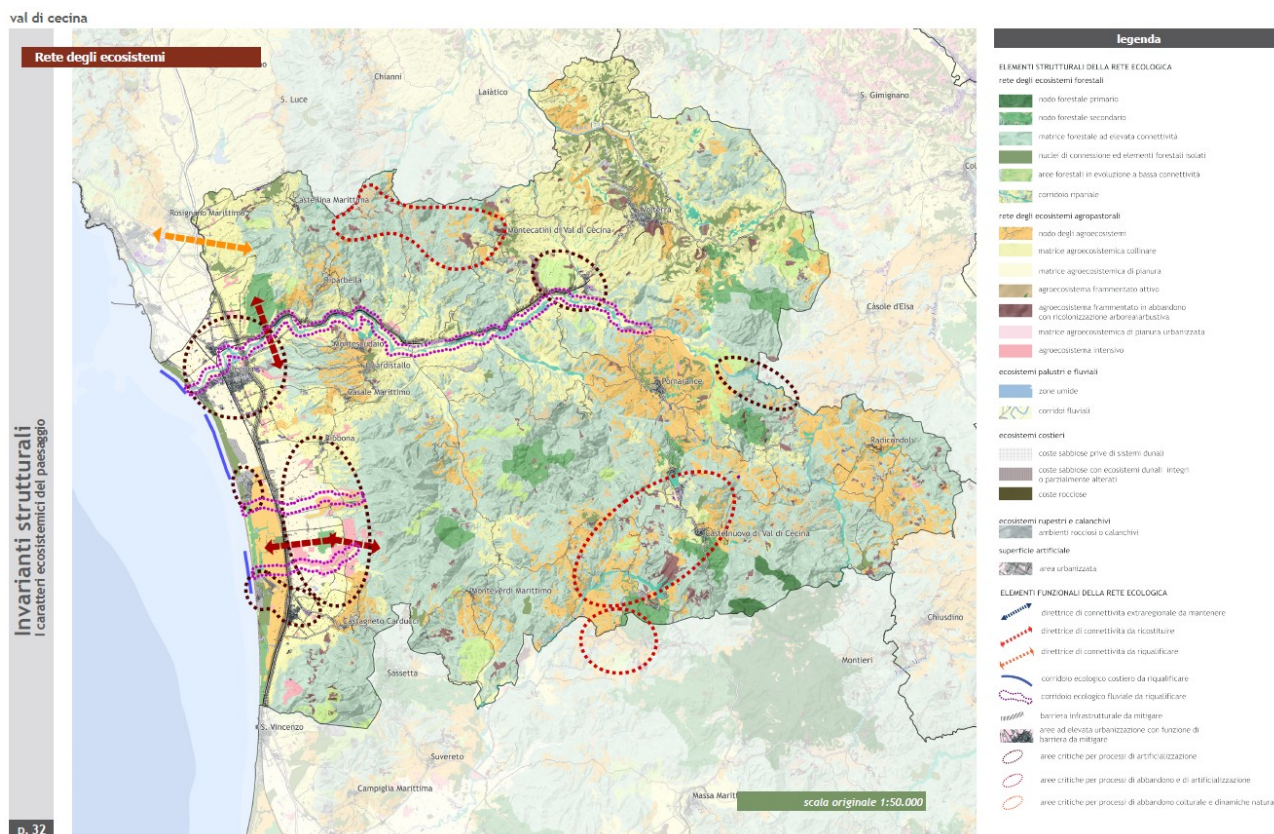 val di cecina
Rete degli ecosistemi
Invarianti strutturali
I caratteri ecosistemici del paesaggio
p. 32
Chianni
S. Luce
Laiàtico
S. Gimignano
Rosignano Marittimo
Castellina Marittima
Montecatini di Val di Cecina
Riparbella
Casole d'Elsa
Montescudaio
Guardistallo
Casale Marittimo
Pomarance
Bibbona
Radicondoli
Castelnuovo di Val di Cecina
Monteverdi Marittimo
Castagneto Carducci
Chiusdino
Sassetta
Montieri
S. Vincenzo
Suvereto
Campiglia Marittima
Massa Maritt
scala originale 1:50.000
legenda
ELEMENTI STRUTTURALI DELLA RETE ECOLOGICA
rete degli ecosistemi forestali
nodo forestale primario
nodo forestale secondario
matrice forestale ad elevata connettività
nuclei di connessione ed elementi forestali isolati
aree forestali in evoluzione a bassa connettività
corridoio ripariale
rete degli ecosistemi agropastorali
nodo degli agroecosistemi
matrice agroecosistemica collinare
matrice agroecosistemica di pianura
agroecosistema frammentato attivo
agroecosistema frammentato in abbandono
con ricolonizzazione arborea/arbustiva
matrice agroecosistemica di pianura urbanizzata
agroecosistema intensivo
ecosistemi palustri e fluviali
zone umide
corridoi fluviali
ecosistemi costieri
coste sabbiose prive di sistemi dunali
coste sabbiose con ecosistemi dunali integri
o parzialmente alterati
coste rocciose
ecosistemi rupestri e calanchivi
ambienti rocciosi o calanchivi
superficie artificiale
area urbanizzata
ELEMENTI FUNZIONALI DELLA RETE ECOLOGICA
direttrice di connettività extraregionale da mantenere
direttrice di connettività da ricostituire
direttrice di connettività da riqualificare
corridoio ecologico costiero da riqualificare
corridoio ecologico fluviale da riqualificare
barriera infrastrutturale da mitigare
aree ad elevata urbanizzazione con funzione di
barriera da mitigare
aree critiche per processi di artificializzazione
aree critiche per processi di abbandono e di artificializzazione
aree critiche per processi di abbandono colturale e dinamiche natura